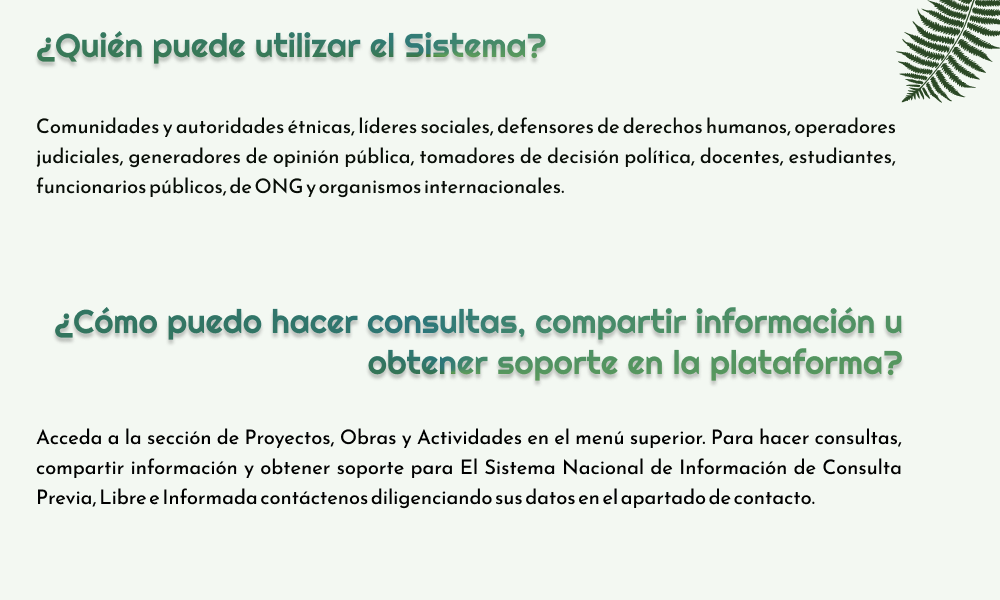 ¿Quién puede utilizar el Sistema?
Comunidades y autoridades étnicas, líderes sociales, defensores de derechos humanos, operadores
judiciales, generadores de opinión pública, tomadores de decisión política, docentes, estudiantes,
funcionarios públicos, de ONG y organismos internacionales.
¿Cómo puedo hacer consultas, compartir información u
obtener soporte en la plataforma?
Acceda a la sección de Proyectos, Obras y Actividades en el menú superior. Para hacer consultas,
compartir información y obtener soporte para El Sistema Nacional de Información de Consulta
Previa, Libre e Informada contáctenos diligenciando sus datos en el apartado de contacto.